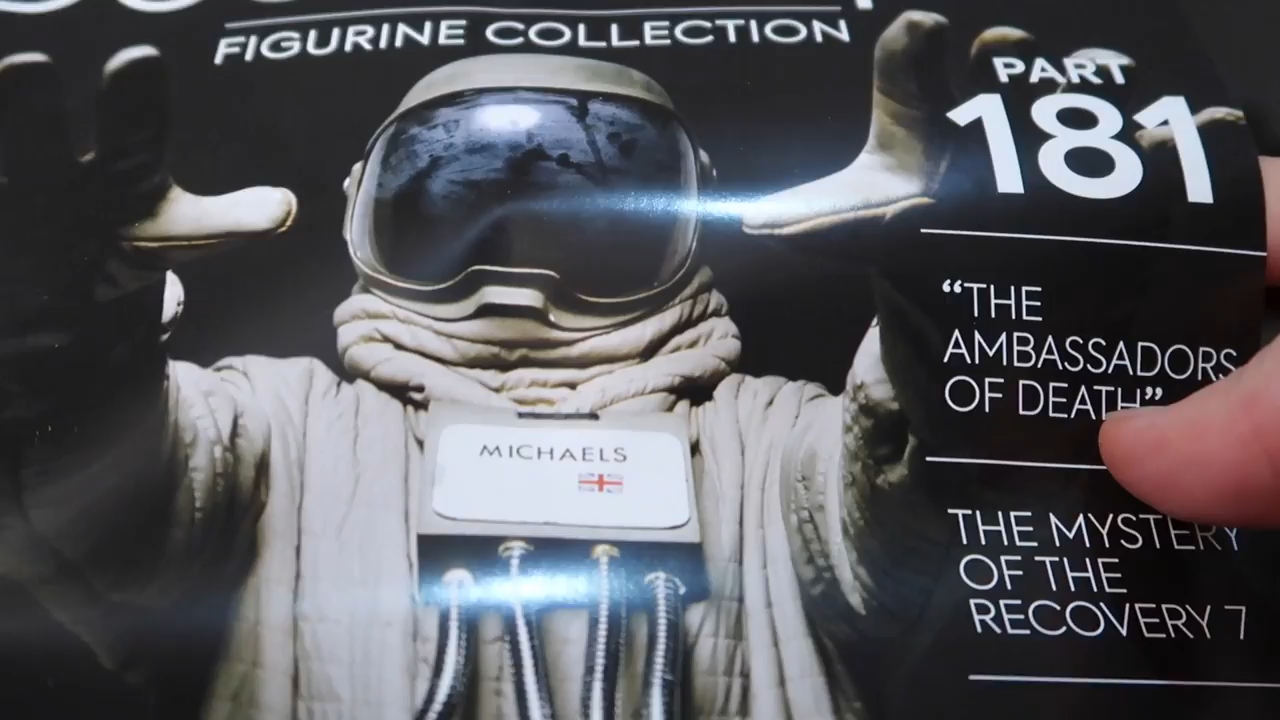 FIGURINE COLLECTION
PART
181
“THE
AMBASSADORS
OF DEATH”
THE MYSTERY
OF THE
RECOVERY 7
MICHAELS